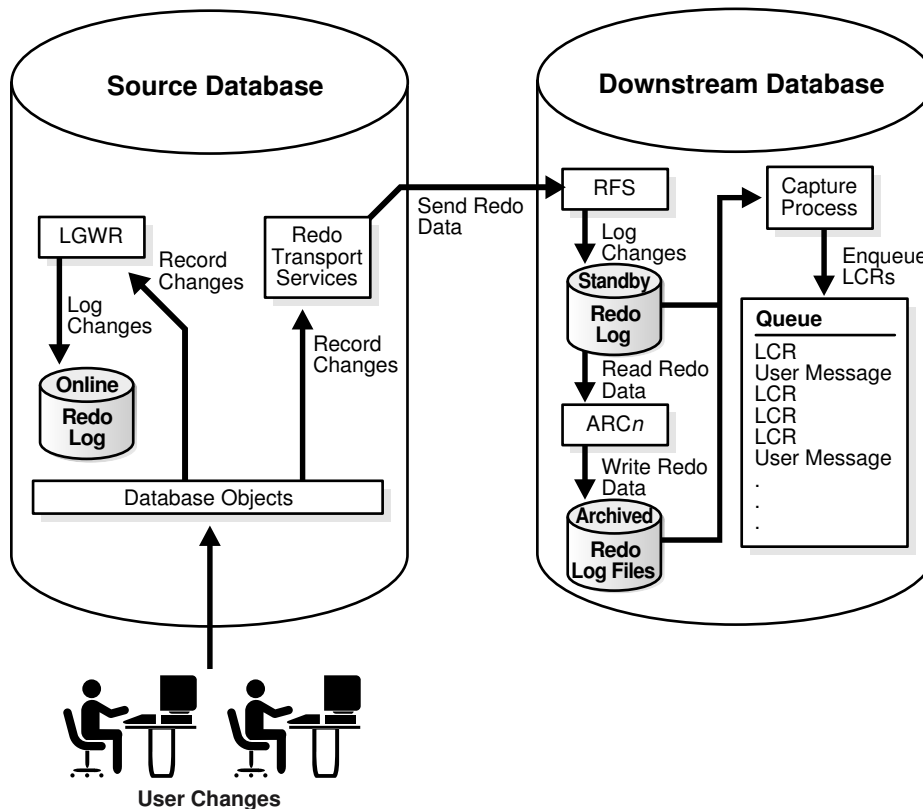 Source Database
Downstream Database
LGWR
Record
Changes
Log
Changes
Online
Redo
Log
Redo
Transport
Services
Record
Changes
Database Objects
User Changes
Send Redo
Data
RFS
Log
Changes
Standby
Redo
Log
Read Redo
Data
ARCn
Write Redo
Data
Archived
Redo
Log Files
Capture
Process
Enqueue
LCRs
Queue
LCR
User Message
LCR
LCR
LCR
User Message
.
.
.